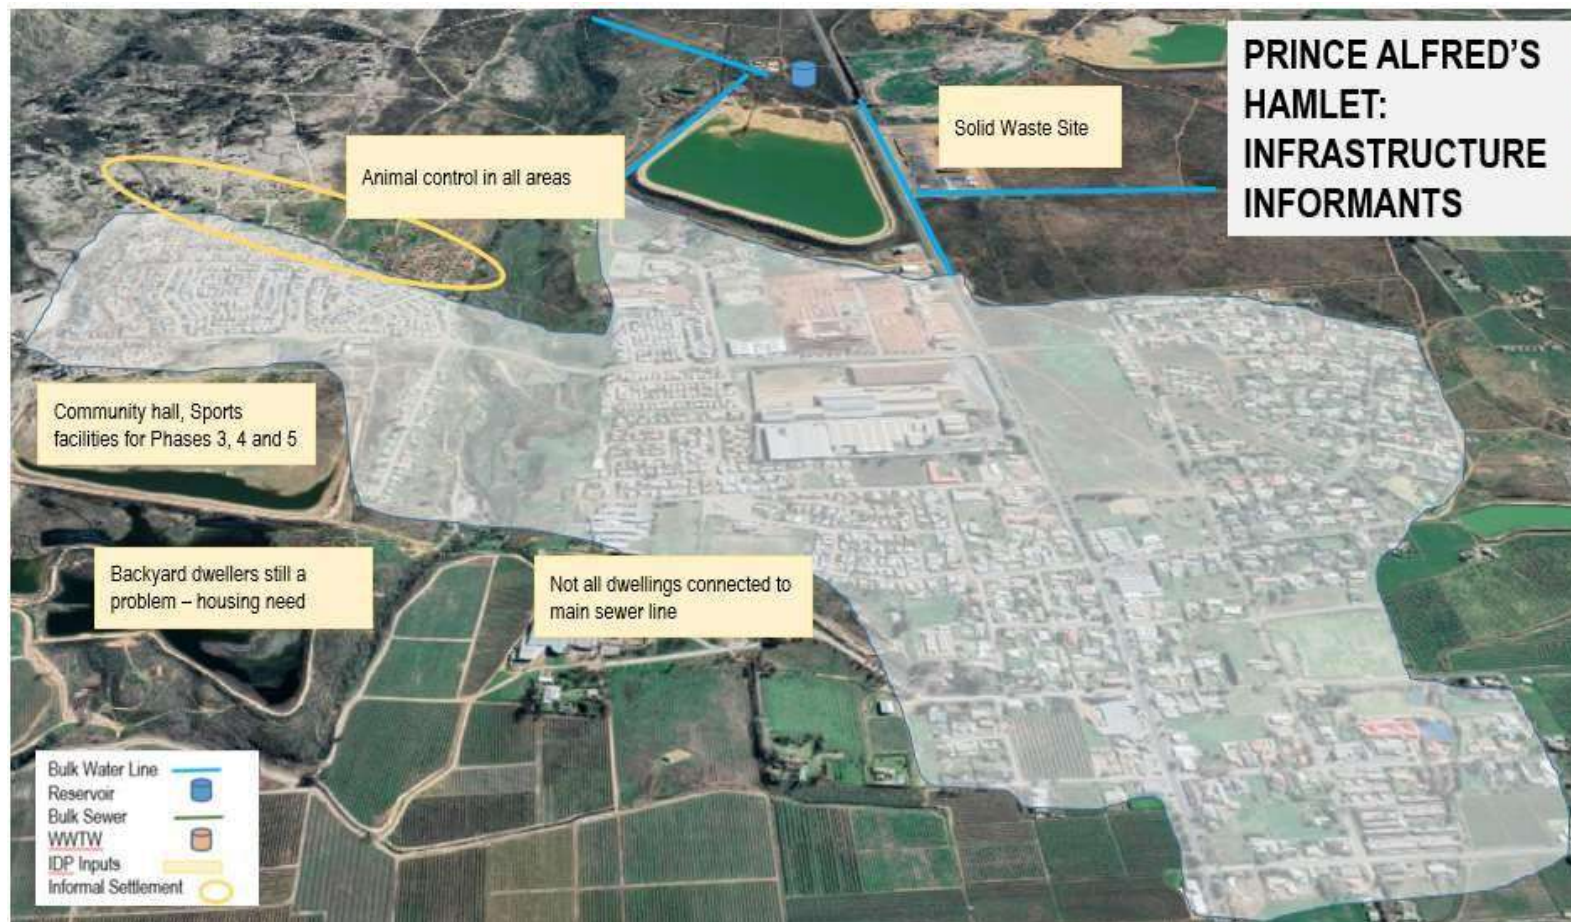 PRINCE ALFRED'S
HAMLET:
INFRASTRUCTURE
INFORMANTS
Solid Waste Site
Animal control in all areas
Community hall, Sports
facilities for Phases 3, 4 and 5
Backyard dwellers still a
problem – housing need
Not all dwellings connected to
main sewer line
Bulk Water Line
Reservoir
Bulk Sewer
WWTW
IDP Inputs
Informal Settlement